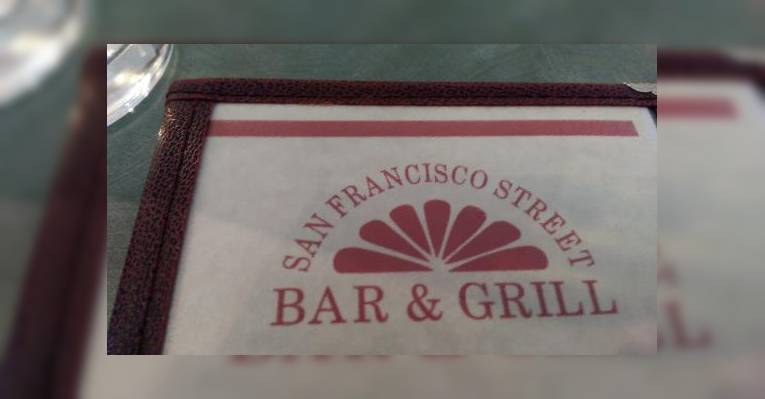 SAN FRANCISCO STREET
BAR & GRILL